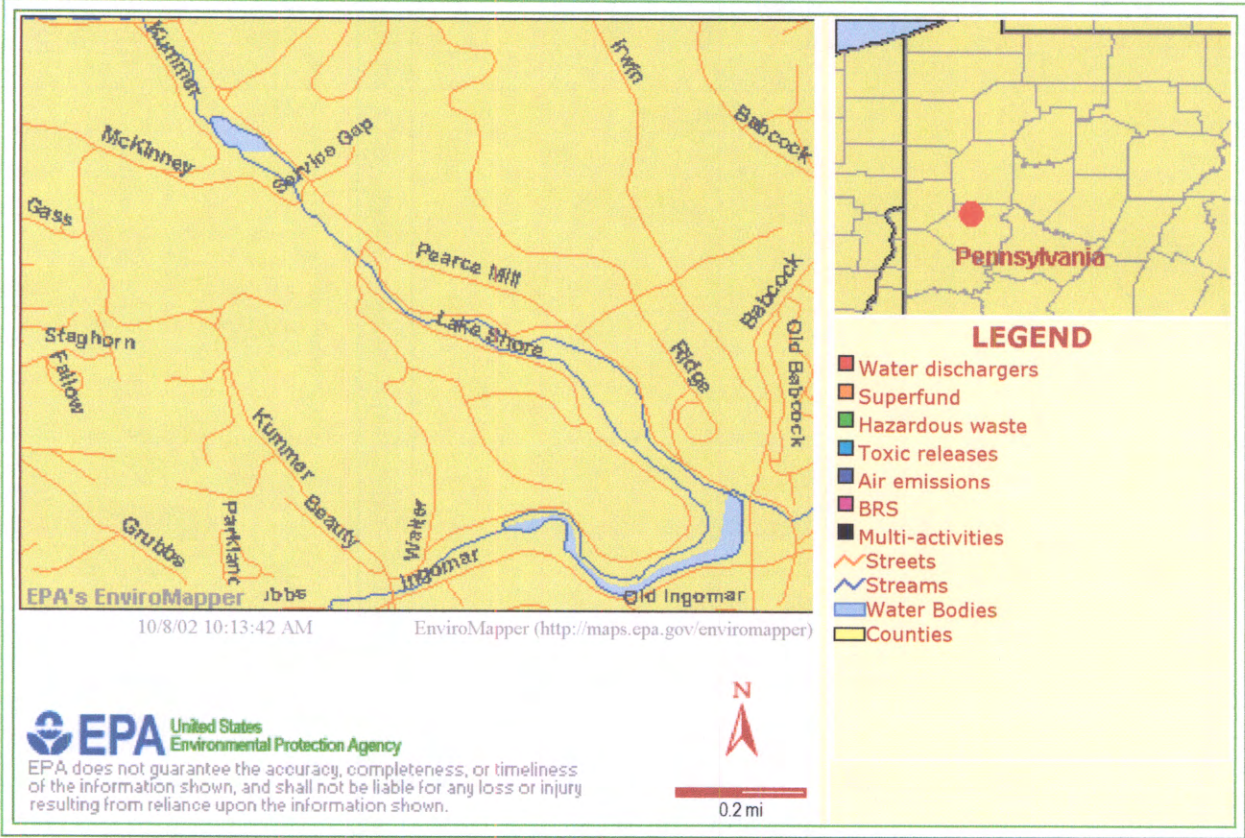 Kummer
Irwin
Babcock
McKinney
Service Gap
Gass
Pearce Mill
Babcock
Lake Shore
Staghorn
Fallow
Ridge
Old Babcock
Kummer
Beauty
Walter
Grubbs
Parkland
Ingomar
EPA's EnviroMapper
ubbs
Old Ingomar
10/8/02 10:13:42 AM
EnviroMapper (http://maps.epa.gov/enviromapper)
Pennsylvania
LEGEND
Water dischargers
Superfund
Hazardous waste
Toxic releases
Air emissions
BRS
Multi-activities
Streets
Streams
Water Bodies
Counties
EPA
United States
Environmental Protection Agency
EPA does not guarantee the accuracy, completeness, or timeliness
of the information shown, and shall not be liable for any loss or injury
resulting from reliance upon the information shown.
N
0.2 mi